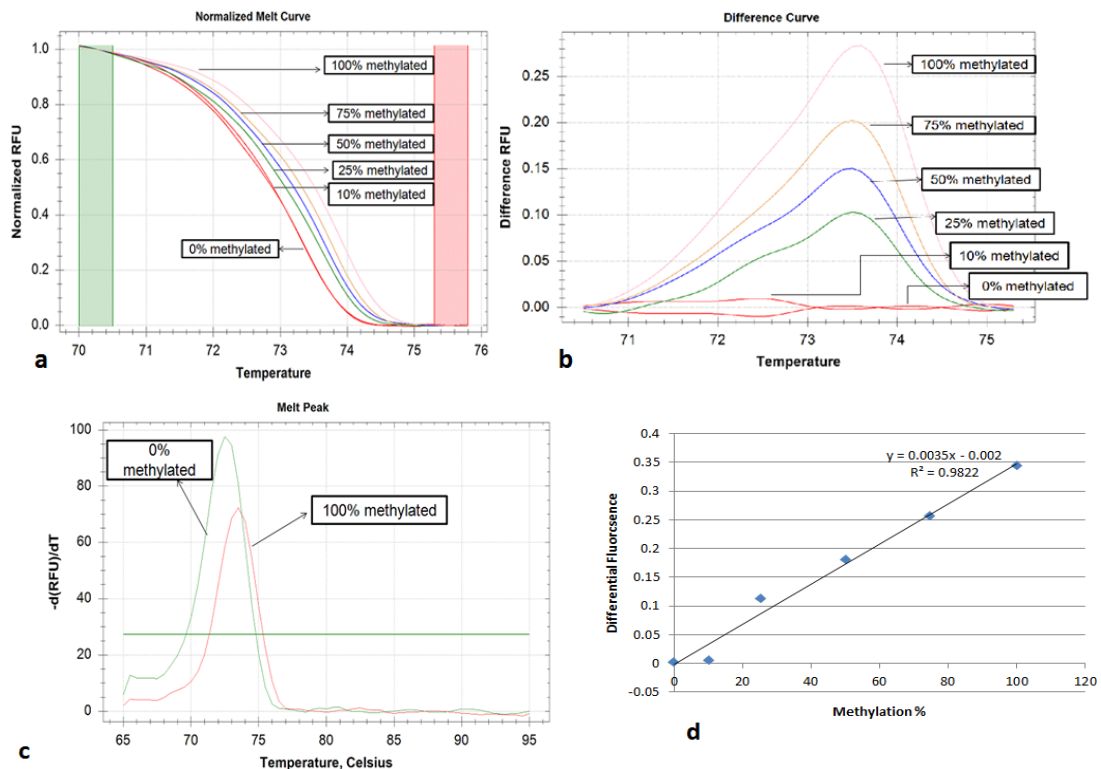 Normalized Melt Curve
Normalized RFU
1.0
0.8
0.6
0.4
0.2
0.0
100% methylated
75% methylated
50% methylated
25% methylated
10% methylated
0% methylated
70 71 72 73 74 75 76
Temperature
a
Difference Curve
Difference RFU
0.25
0.20
0.15
0.10
0.05
0.00
100% methylated
75% methylated
50% methylated
25% methylated
10% methylated
0% methylated
71 72 73 74 75
Temperature
b
Melt Peak
-d(RFU)/dT
100
80
60
40
20
0
0%
methylated
100% methylated
65 70 75 80 85 90 95
Temperature, Celsius
c
Differential Fluorcsence
0.4
0.35
0.3
0.25
0.2
0.15
0.1
0.05
0
-0.05
y = 0.0035x - 0.002
R² = 0.9822
0 20 40 60 80 100 120
Methylation %
d